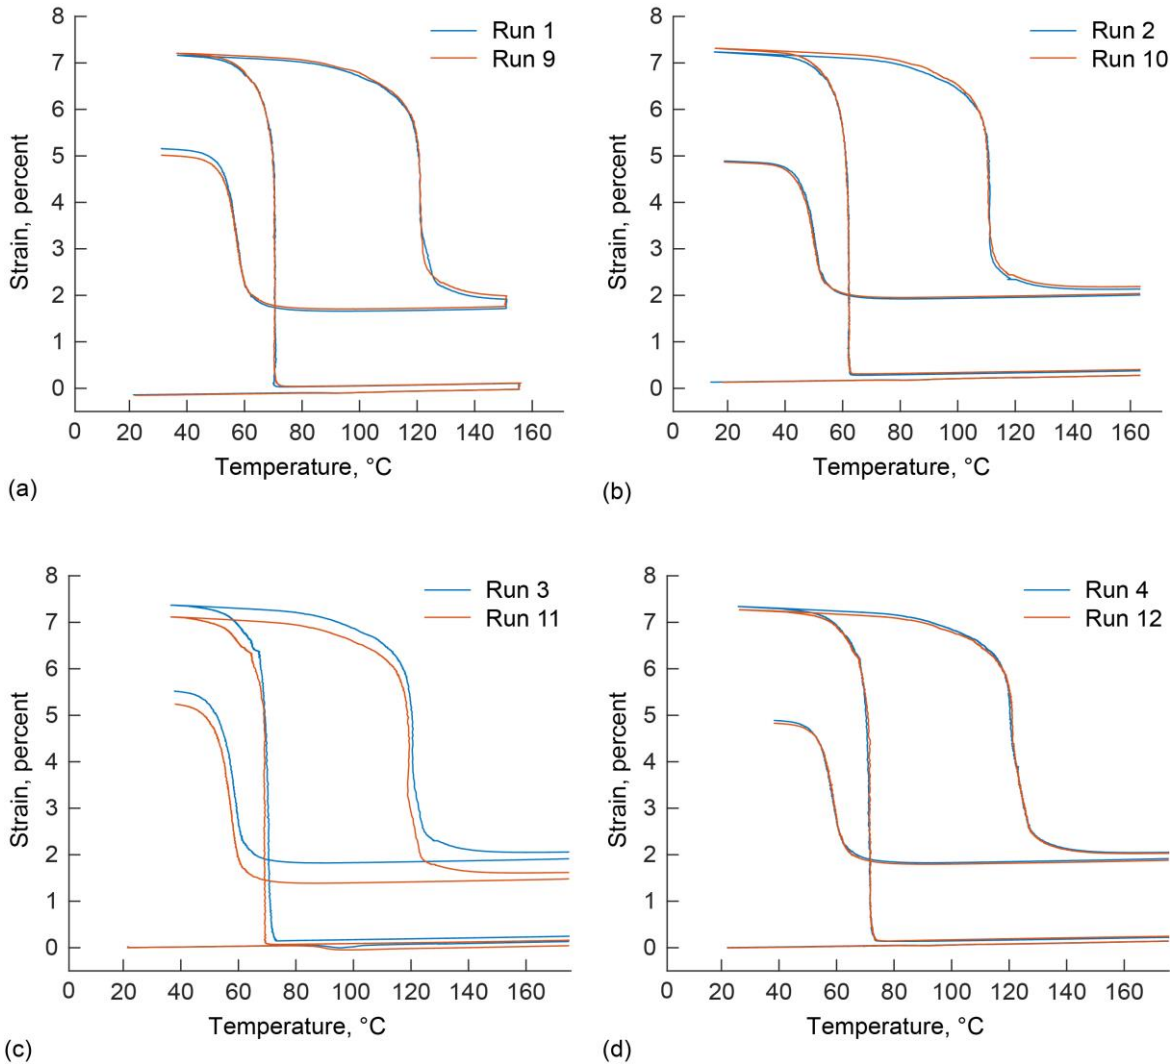 8
7
6
5
4
3
2
1
0
Strain, percent
Run 1
Run 9
0 20 40 60 80 100 120 140 160
Temperature, °C
(a)
8
7
6
5
4
3
2
1
0
Strain, percent
Run 2
Run 10
0 20 40 60 80 100 120 140 160
Temperature, °C
(b)
8
7
6
5
4
3
2
1
0
Strain, percent
Run 3
Run 11
0 20 40 60 80 100 120 140 160
Temperature, °C
(c)
8
7
6
5
4
3
2
1
0
Strain, percent
Run 4
Run 12
0 20 40 60 80 100 120 140 160
Temperature, °C
(d)